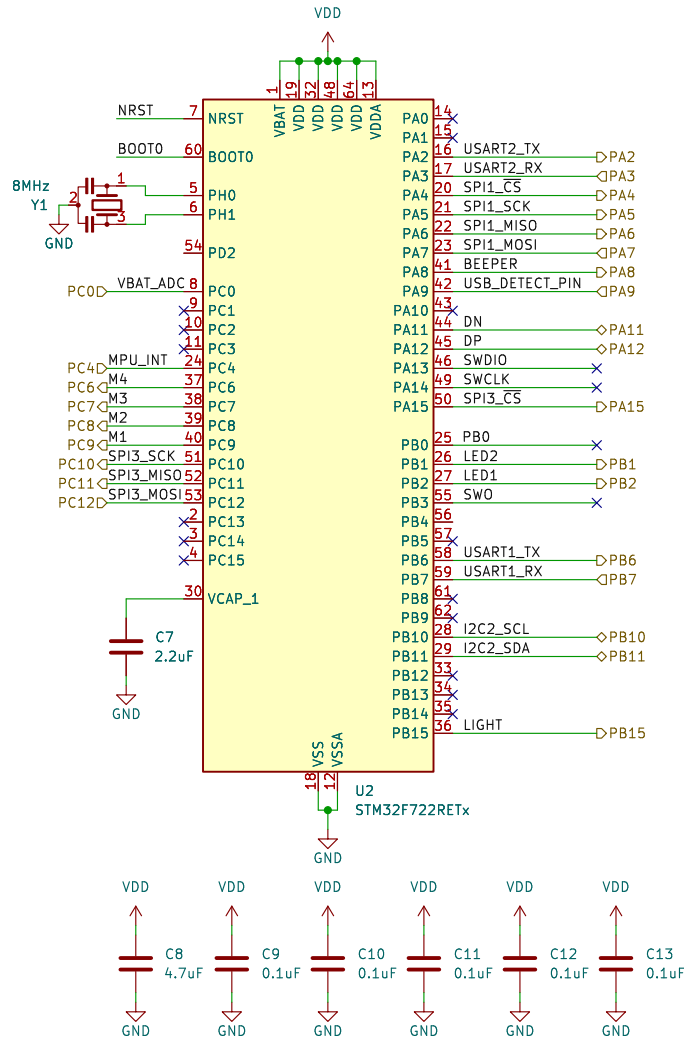 VDD
1 19 32 48 64 13
VBAT VDD VDD VDD VDD VDDA
NRST 7 NRST
BOOT0 60 BOOT0
8MHz
Y1
1
2
3
GND
5 PH0
6 PH1
54 PD2
PC0 VBAT_ADC 8 PC0
9 PC1
10 PC2
11 PC3
PC4 MPU_INT 24 PC4
PC6 M4 37 PC6
PC7 M3 38 PC7
PC8 M2 39 PC8
PC9 M1 40 PC9
PC10 SPI3_SCK 51 PC10
PC11 SPI3_MISO 52 PC11
PC12 SPI3_MOSI 53 PC12
2 PC13
3 PC14
4 PC15
30 VCAP_1
C7
2.2uF
GND
PA0 14
PA1 15
PA2 16 USART2_TX PA2
PA3 17 USART2_RX PA3
PA4 20 SPI1_CS PA4
PA5 21 SPI1_SCK PA5
PA6 22 SPI1_MISO PA6
PA7 23 SPI1_MOSI PA7
PA8 41 BEEPER PA8
PA9 42 USB_DETECT_PIN PA9
PA10 43
PA11 44 DN PA11
PA12 45 DP PA12
PA13 46 SWDIO
PA14 49 SWCLK
PA15 50 SPI3_CS PA15
PB0 25 PB0
PB1 26 LED2 PB1
PB2 27 LED1 PB2
PB3 55 SWO
PB4 56
PB5 57
PB6 58 USART1_TX PB6
PB7 59 USART1_RX PB7
PB8 61
PB9 62
PB10 28 I2C2_SCL PB10
PB11 29 I2C2_SDA PB11
PB12 33
PB13 34
PB14 35
PB15 36 LIGHT PB15
VSS VSSA
18 12
U2
STM32F722RETx
GND
VDD VDD VDD VDD VDD VDD
C8 C9 C10 C11 C12 C13
4.7uF 0.1uF 0.1uF 0.1uF 0.1uF 0.1uF
GND GND GND GND GND GND